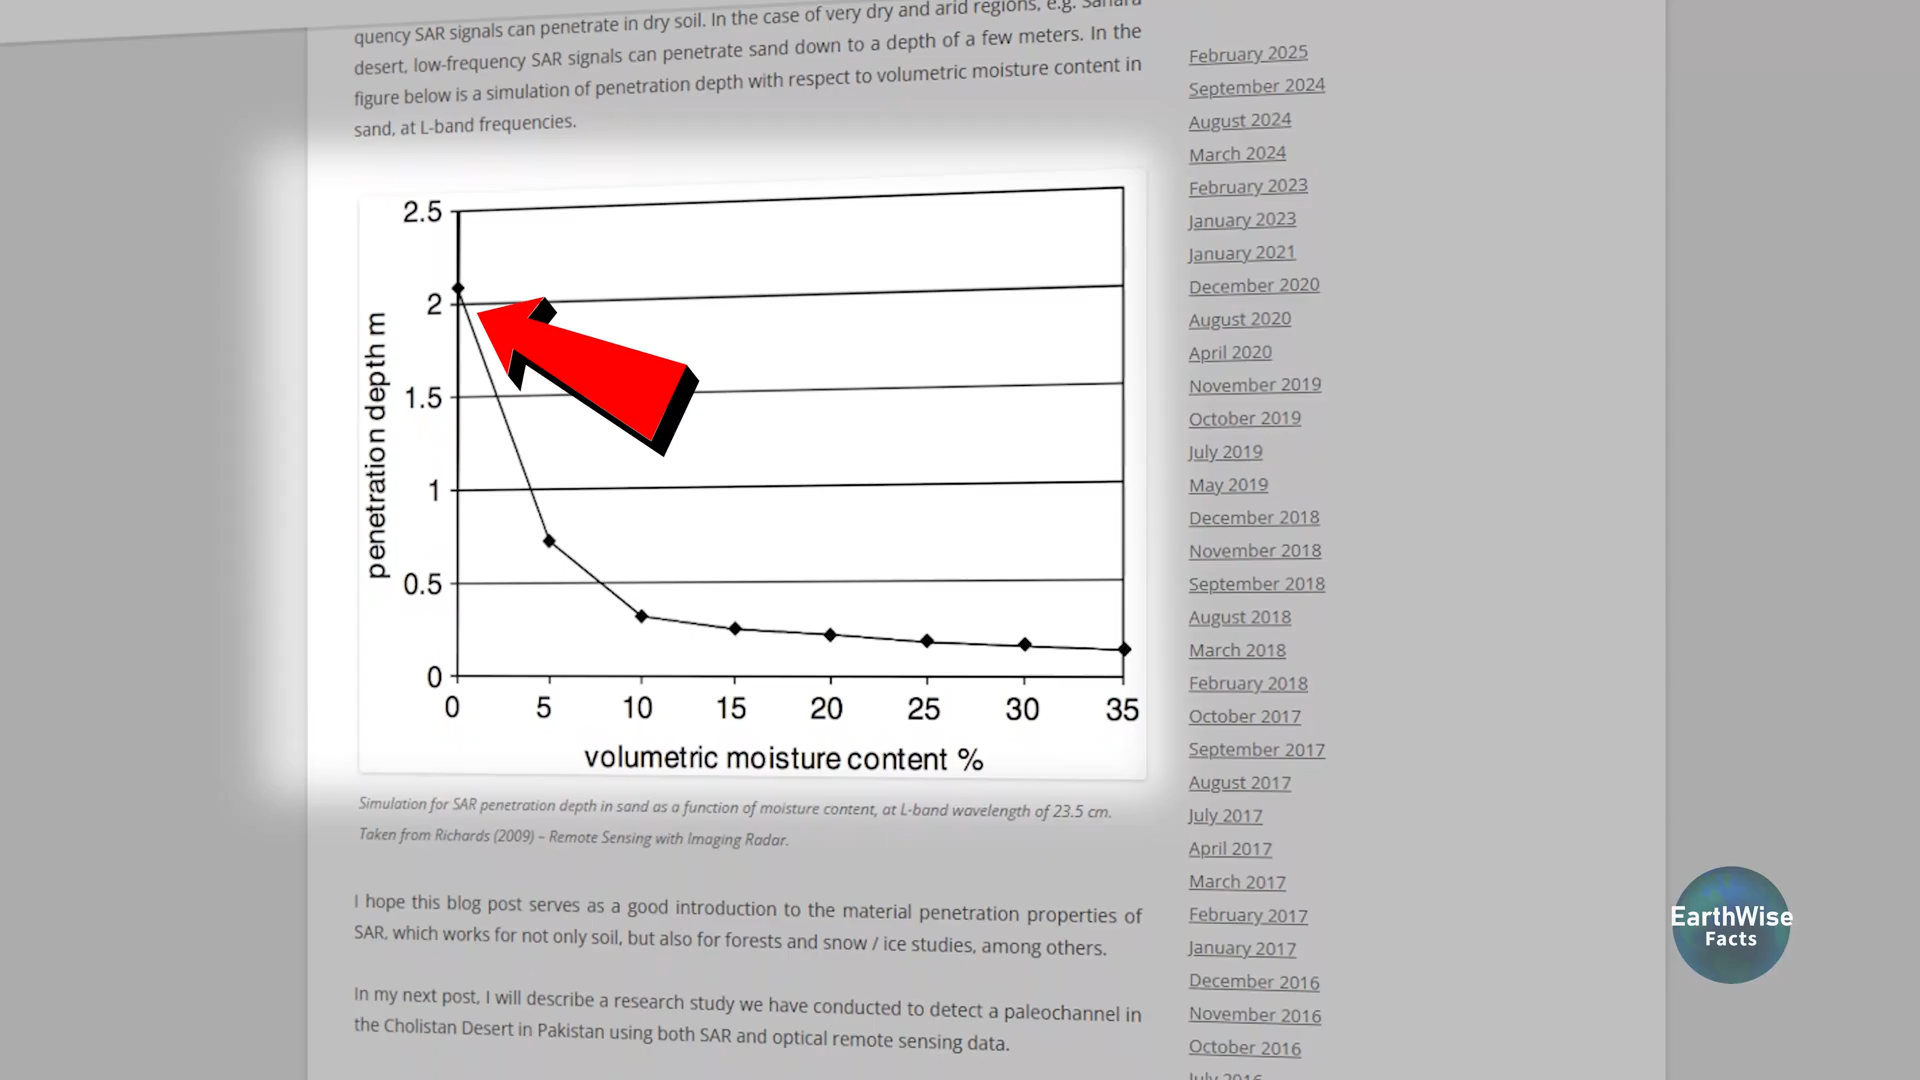 quency SAR signals can penetrate in dry soil. In the case of very dry and arid regions, e.g. Sahara
desert, low-frequency SAR signals can penetrate sand down to a depth of a few meters. In the
figure below is a simulation of penetration depth with respect to volumetric moisture content in
sand, at L-band frequencies.
2.5
2
1.5
1
0.5
0
penetration depth m
0 5 10 15 20 25 30 35
volumetric moisture content %
Simulation for SAR penetration depth in sand as a function of moisture content, at L-band wavelength of 23.5 cm.
Taken from Richards (2009) – Remote Sensing with Imaging Radar.
I hope this blog post serves as a good introduction to the material penetration properties of
SAR, which works for not only soil, but also for forests and snow / ice studies, among others.
In my next post, I will describe a research study we have conducted to detect a paleochannel in
the Cholistan Desert in Pakistan using both SAR and optical remote sensing data.
February 2025
September 2024
August 2024
March 2024
February 2023
January 2023
January 2021
December 2020
August 2020
April 2020
November 2019
October 2019
July 2019
May 2019
December 2018
November 2018
September 2018
August 2018
March 2018
February 2018
October 2017
September 2017
August 2017
July 2017
April 2017
March 2017
February 2017
January 2017
December 2016
November 2016
October 2016
July 2016
EarthWise
Facts